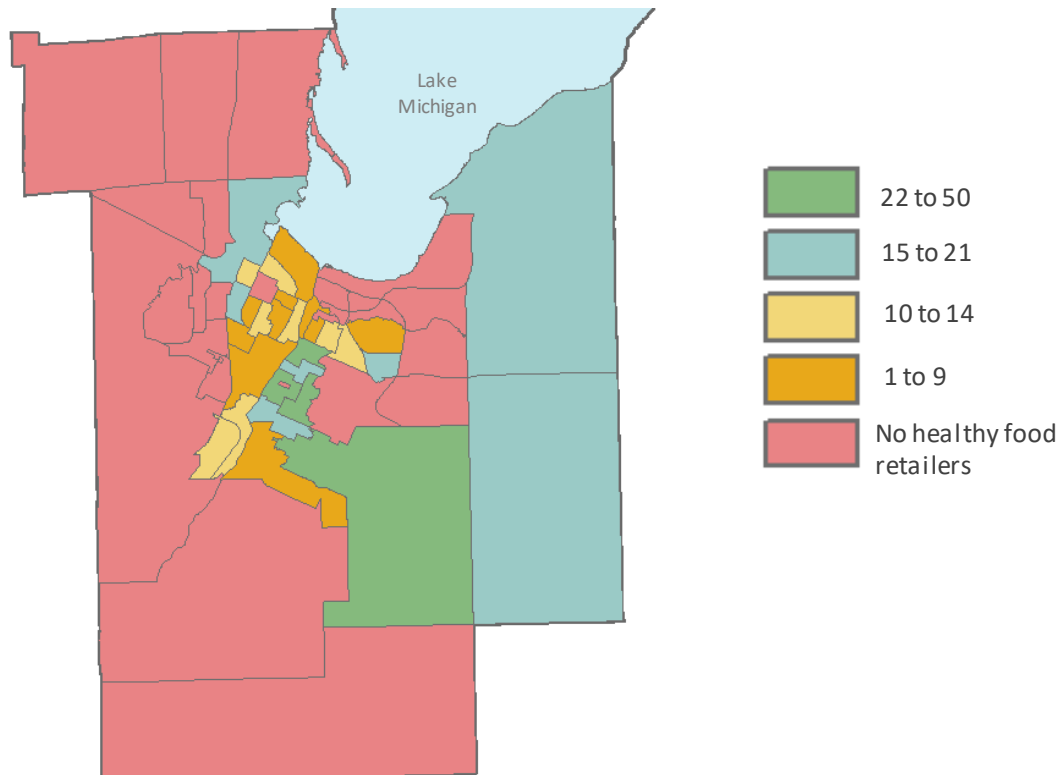 Lake
Michigan
22 to 50
15 to 21
10 to 14
1 to 9
No healthy food
retailers